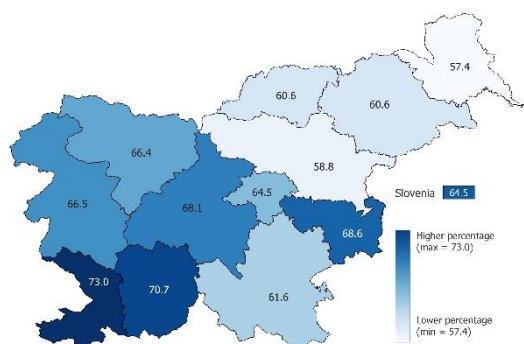 57.4
60.6
60.6
66.4
58.8
Slovenia 64.5
64.5
66.5
68.1
68.6
Higher percentage
(max = 73.0)
73.0
70.7
61.6
Lower percentage
(min = 57.4)